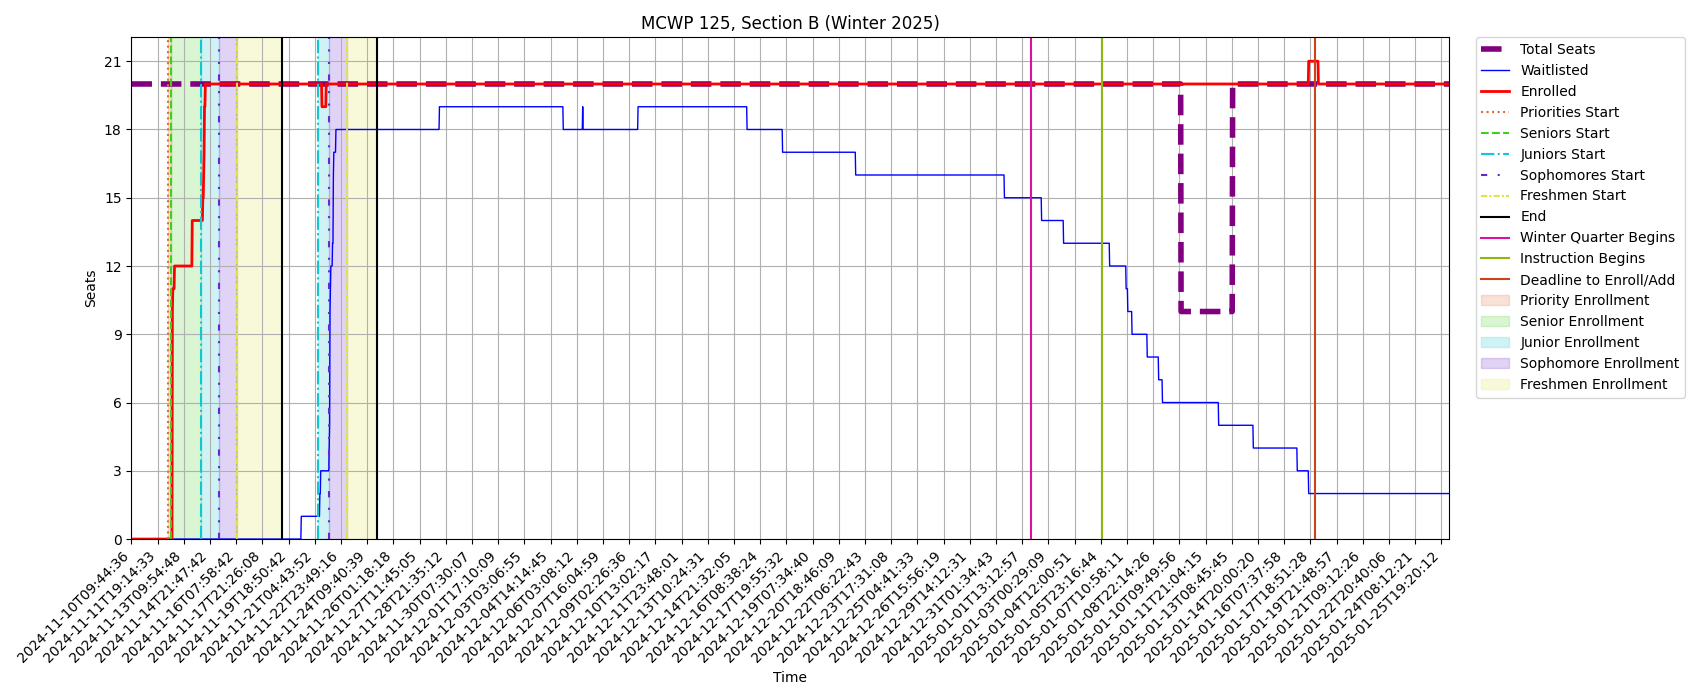 MCWP 125, Section B (Winter 2025)
Seats
21
18
15
12
9
6
3
0
2024-11-10T09:44:36
2024-11-11T19:14:33
2024-11-13T09:54:48
2024-11-14T21:47:42
2024-11-16T07:58:42
2024-11-17T21:26:08
2024-11-19T18:50:42
2024-11-21T04:43:52
2024-11-22T23:49:16
2024-11-24T09:40:39
2024-11-26T01:18:18
2024-11-27T11:45:05
2024-11-28T21:35:12
2024-11-30T07:30:07
2024-12-01T17:10:09
2024-12-03T03:06:55
2024-12-04T14:14:45
2024-12-06T03:08:12
2024-12-07T16:04:59
2024-12-09T02:26:36
2024-12-10T13:02:17
2024-12-11T23:48:01
2024-12-13T10:24:31
2024-12-14T21:32:05
2024-12-16T08:38:24
2024-12-17T19:55:32
2024-12-19T07:34:40
2024-12-20T18:46:09
2024-12-22T06:22:43
2024-12-23T17:31:08
2024-12-25T04:41:33
2024-12-26T15:56:19
2024-12-29T14:12:31
2024-12-31T01:34:43
2025-01-01T13:12:57
2025-01-03T00:29:09
2025-01-04T12:00:51
2025-01-05T23:16:44
2025-01-07T10:58:11
2025-01-08T22:14:26
2025-01-10T09:49:56
2025-01-11T21:04:15
2025-01-13T08:45:45
2025-01-14T20:00:20
2025-01-16T07:37:58
2025-01-17T18:51:28
2025-01-19T21:48:57
2025-01-21T09:12:26
2025-01-22T20:40:06
2025-01-24T08:12:21
2025-01-25T19:20:12
Time
Total Seats
Waitlisted
Enrolled
Priorities Start
Seniors Start
Juniors Start
Sophomores Start
Freshmen Start
End
Winter Quarter Begins
Instruction Begins
Deadline to Enroll/Add
Priority Enrollment
Senior Enrollment
Junior Enrollment
Sophomore Enrollment
Freshmen Enrollment